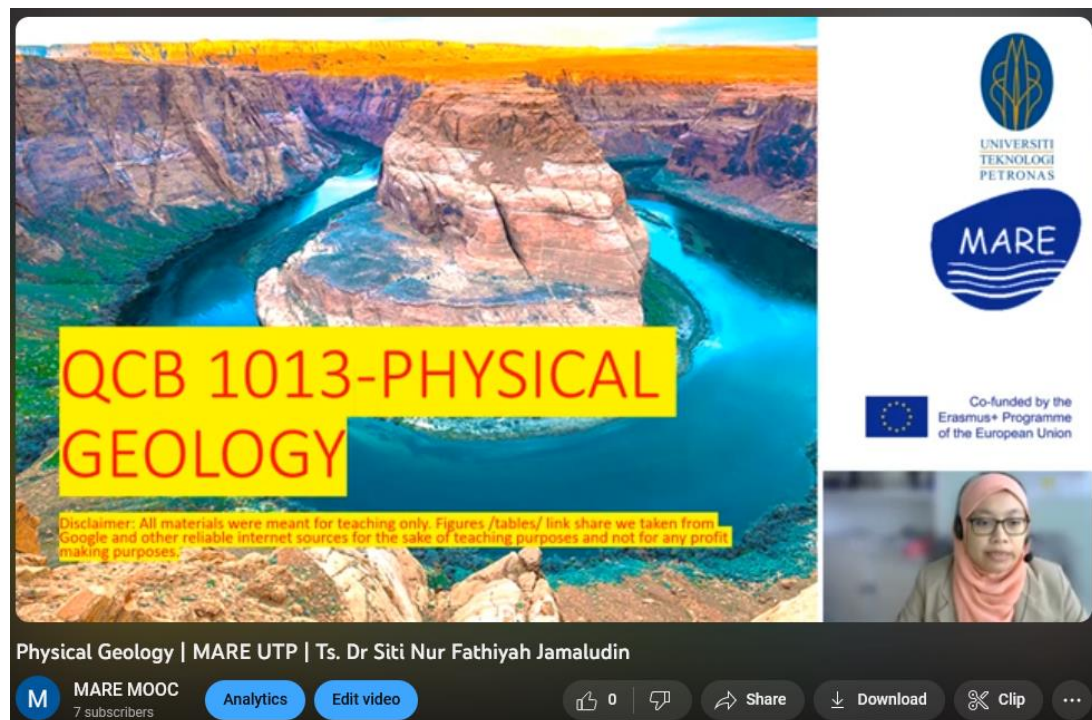 UNIVERSITI
TEKNOLOGI
PETRONAS
MARE
QCB 1013-PHYSICAL
GEOLOGY
Disclaimer: All materials were meant for teaching only. Figures /tables/ link share we taken from
Google and other reliable internet sources for the sake of teaching purposes and not for any profit
making purposes.
Co-funded by the
Erasmus+ Programme
of the European Union
Physical Geology | MARE UTP | Ts. Dr Siti Nur Fathiyah Jamaludin
M
MARE MOOC
7 subscribers
Analytics
Edit video
0
Share
Download
Clip